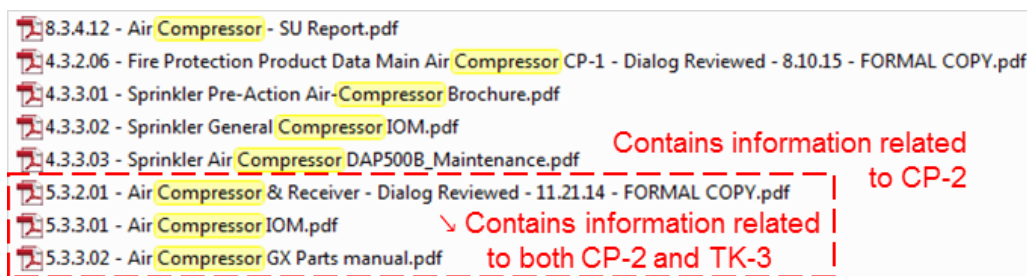 8.3.4.12 - Air Compressor - SU Report.pdf
4.3.2.06 - Fire Protection Product Data Main Air Compressor CP-1 - Dialog Reviewed - 8.10.15 - FORMAL COPY.pdf
4.3.3.01 - Sprinkler Pre-Action Air-Compressor Brochure.pdf
4.3.3.02 - Sprinkler General Compressor IOM.pdf
4.3.3.03 - Sprinkler Air Compressor DAP500B_Maintenance.pdf
Contains information related
to CP-2
5.3.2.01 - Air Compressor & Receiver - Dialog Reviewed - 11.21.14 - FORMAL COPY.pdf
5.3.3.01 - Air Compressor IOM.pdf
↘ Contains information related
5.3.3.02 - Air Compressor GX Parts manual.pdf
to both CP-2 and TK-3